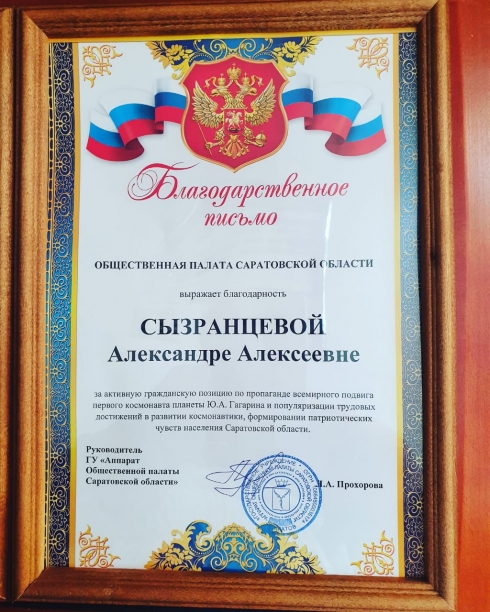 Благодарственное
письмо
ОБЩЕСТВЕННАЯ ПАЛАТА САРАТОВСКОЙ ОБЛАСТИ
выражает благодарность
СЫЗРАНЦЕВОЙ
Александре Алексеевне
за активную гражданскую позицию по пропаганде всемирного подвига
первого космонавта планеты Ю.А. Гагарина и популяризации трудовых
достижений в развитии космонавтики, формировании патриотических
чувств населения Саратовской области.
Руководитель
ГУ «Аппарат
Общественной палаты
Саратовской области»
.А. Прохорова